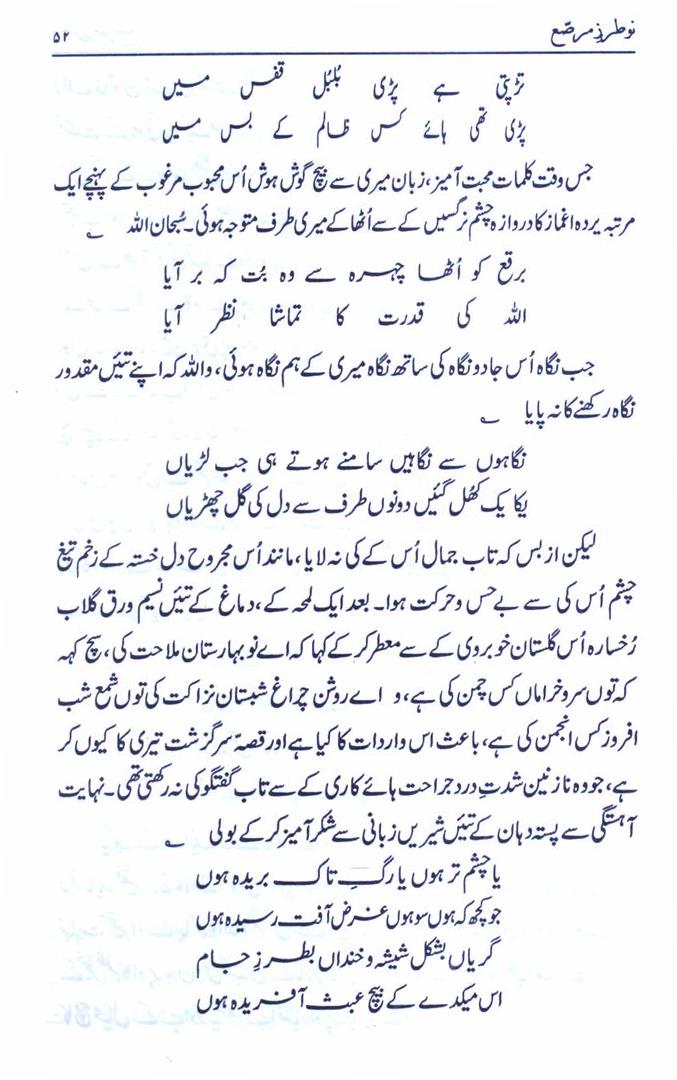 نو طرزِ مرصّع
۵۲
تڑپتی ہے پڑی بُلبُل قفس میں
پڑی تھی ہائے کس ظالم کے بس میں
جس وقت کلمات محبت آمیز، زبان میری سے بیچ گوش ہوش اُس محبوب مرغوب کے پہنچے ایک
مرتبہ پردہ اغماز کا دروازہ چشم نرگسیں کے سے اُٹھا کے میری طرف متوجہ ہوئی۔ سُبحان اللہ
برقع کو اُٹھا چہرہ سے وہ بُت کہ بر آیا
اللہ کی قدرت کا تماشا نظر آیا
جب نگاہ اُس جادو نگاہ کی ساتھ نگاہ میری کے ہم نگاہ ہوئی، واللہ کہ اپنے تئیں مقدور
نگاہ رکھنے کا نہ پایا
نگاہوں سے نگاہیں سامنے ہوتے ہی جب لڑیاں
یکایک کھُل گئیں دونوں طرف سے دل کی گل جھڑیاں
لیکن از بس کہ تاب جمال اُس کے کی نہ لایا، مانند اُس مجروح دل خستہ کے زخم تیغ
چشم اُس کی سے بے حس و حرکت ہوا۔ بعد ایک لمحہ کے، دماغ کے تئیں نسیم ورق گلاب
رُخسارہ اُس گلستان خوبروی کے سے معطر کر کے کہا کہ اے نو بہارستان ملاحت کی، سچ کہہ
کہ توں سرو خراماں کس چمن کی ہے، و اے روشن چراغ شبستان نزاکت کی توں شمع شب
افروز کس انجمن کی ہے، باعث اس واردات کا کیا ہے اور قصہّ سرگزشت تیری کا کیوں کر
ہے، جو وہ نازنین شدتِ درد جراحت ہائے کاری کے سے تاب گفتگو کی نہ رکھتی تھی۔ نہایت
آہستگی سے پستہ دہان کے تئیں شیریں زبانی سے شکر آمیز کر کے بولی
یا چشم تر ہوں یا رگِ تاک بریدہ ہوں
جو کچھ کہ ہوں سو ہوں غرض آفت رسیدہ ہوں
گریاں بشکل شیشہ و خنداں بطرزِ جام
اس میکدے کے بیچ عبث آفریدہ ہوں